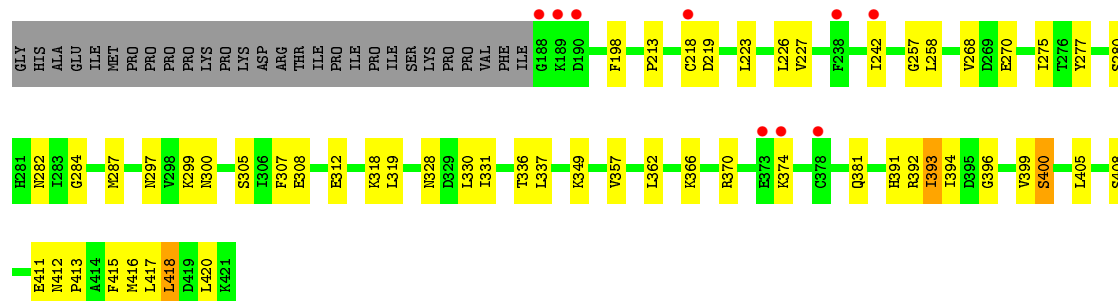 GLY HIS ALA GLU ILE MET PRO PRO PRO PRO LYS PRO LYS ASP ARG THR ILE PRO ILE PRO ILE SER LYS PRO PRO VAL PHE ILE G188 K189 D190 F198 P213 C218 D219 L223 L226 V227 F238 I242 G257 L258 V268 D269 E270 I275 T276 Y277
H281 N282 I283 G284 M287 N297 V298 K299 N300 S305 I306 F307 E308 E312 K318 L319 N328 D329 L330 I331 T336 L337 K349 V357 L362 K366 R370 E373 K374 C378 Q381 H391 R392 I393 I394 D395 G396 V399 S400 L405
E411 N412 P413 A414 F415 M416 L417 L418 D419 L420 K421